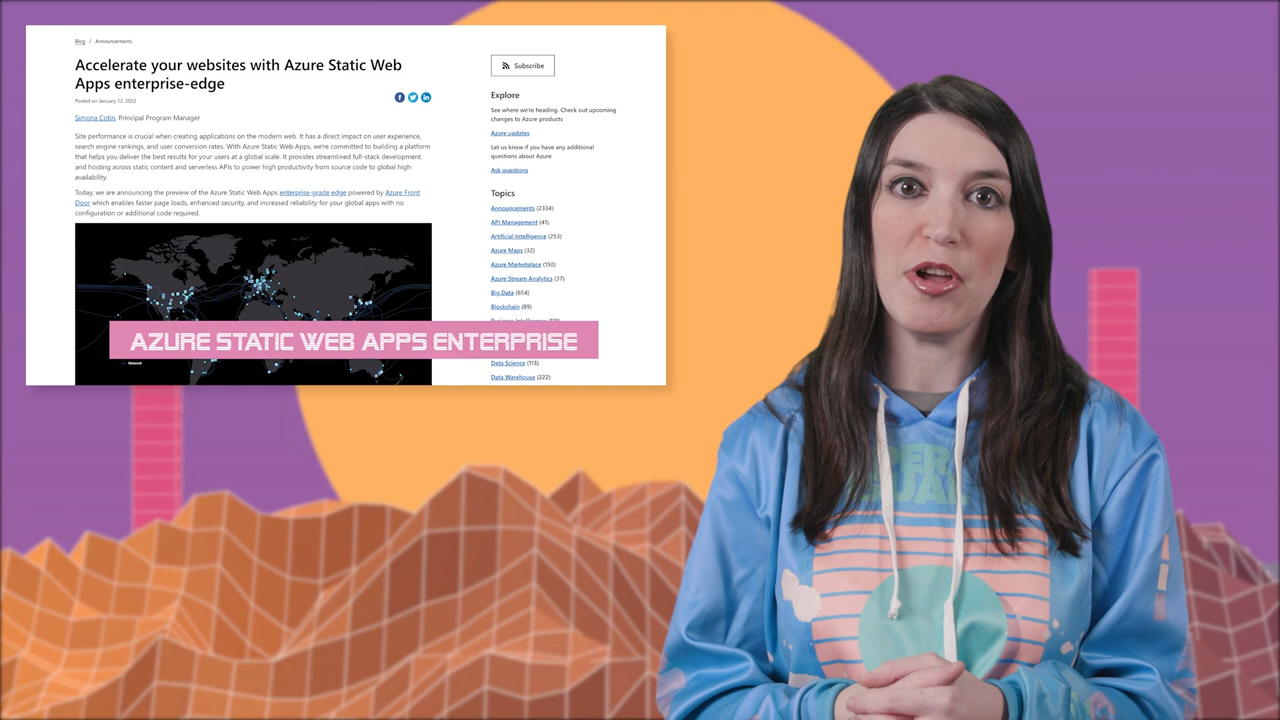 Blog / Announcements
Accelerate your websites with Azure Static Web
Apps enterprise-edge
Posted on January 12, 2022
Simona Cotin, Principal Program Manager
Site performance is crucial when creating applications on the modern web. It has a direct impact on user experience,
search engine rankings, and user conversion rates. With Azure Static Web Apps, we're committed to building a platform
that helps you deliver the best results for your users at a global scale. It provides streamlined full-stack development
and hosting across static content and serverless APIs to power high productivity from source code to global high
availability.
Today, we are announcing the preview of the Azure Static Web Apps enterprise-grade edge powered by Azure Front
Door which enables faster page loads, enhanced security, and increased reliability for your global apps with no
configuration or additional code required.
Network
AZURE STATIC WEB APPS ENTERPRISE
Subscribe
Explore
See where we're heading. Check out upcoming
changes to Azure products
Azure updates
Let us know if you have any additional
questions about Azure
Ask questions
Topics
Announcements (2334)
API Management (41)
Artificial Intelligence (253)
Azure Maps (32)
Azure Marketplace (150)
Azure Stream Analytics (37)
Big Data (654)
Blockchain (89)
Data Science (113)
Data Warehouse (222)